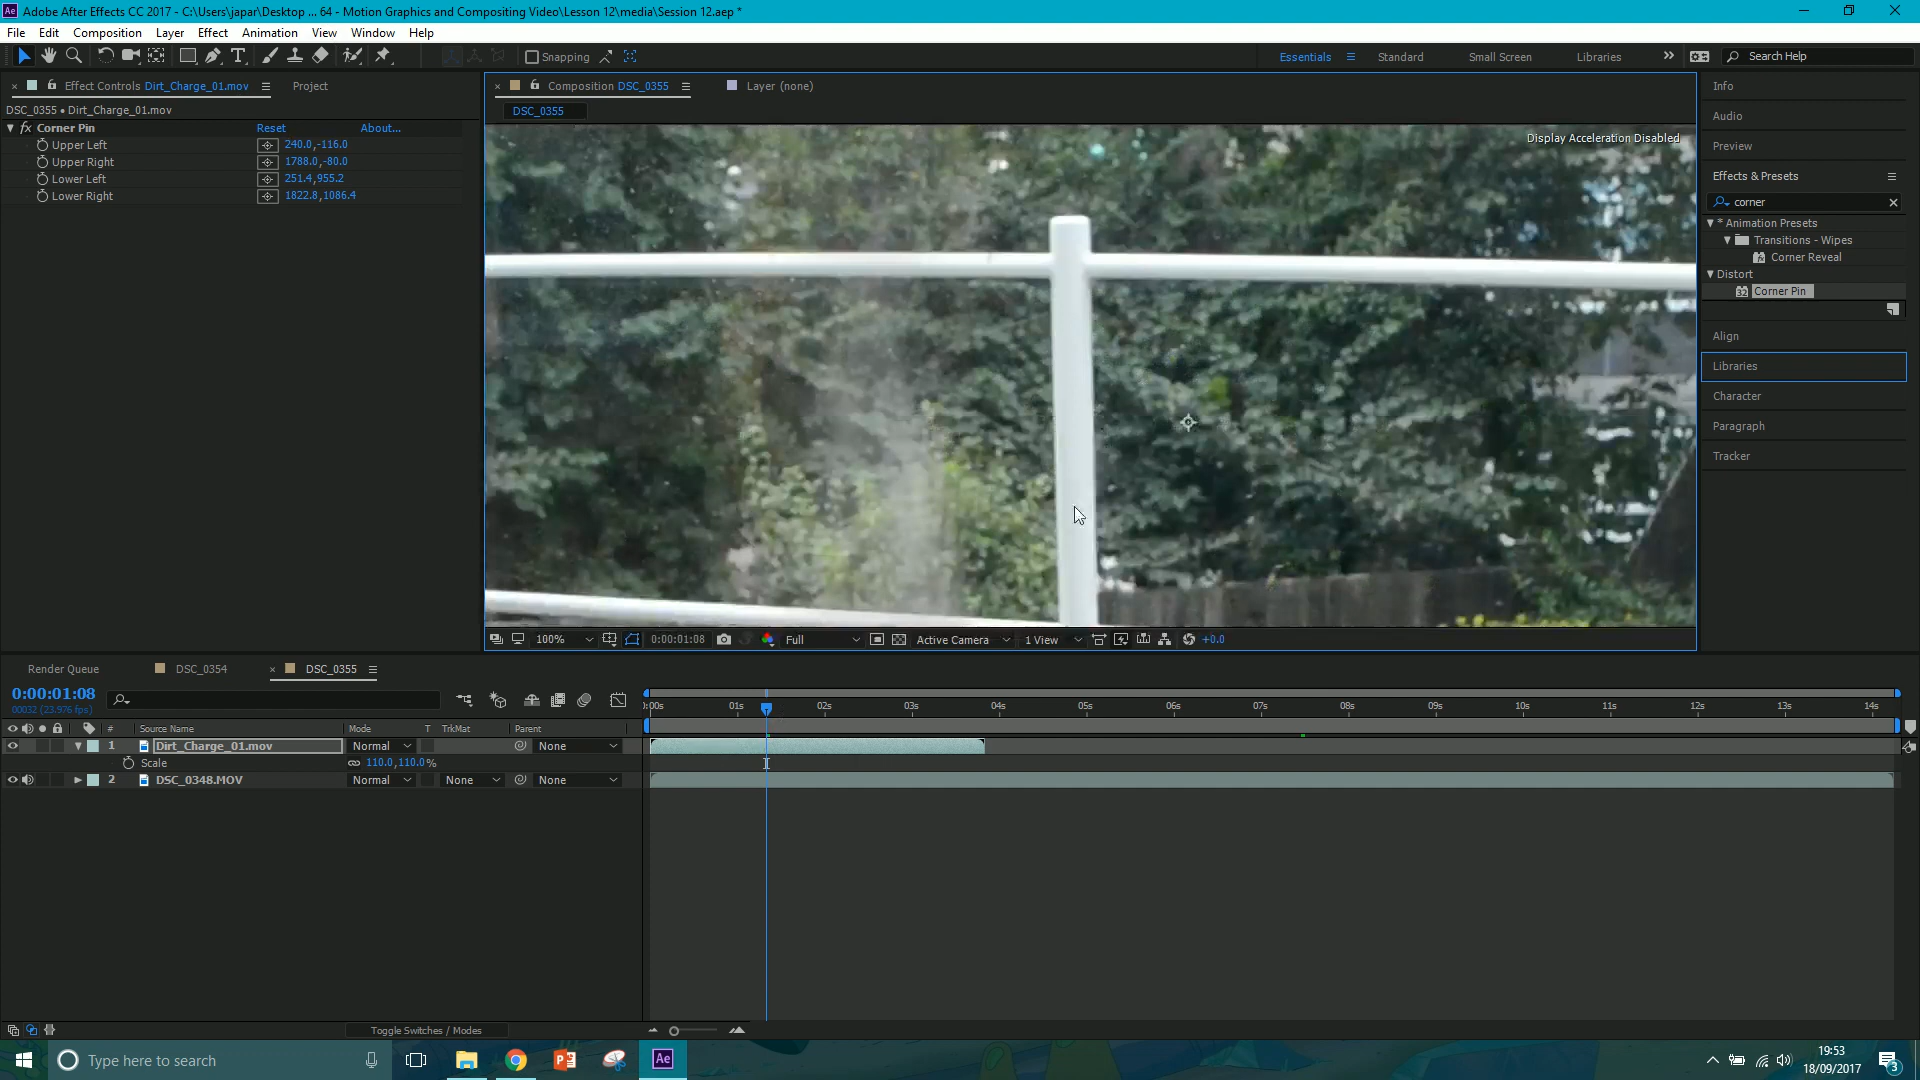 Adobe After Effects CC 2017 - C:\Users\japar\Desktop ... 64 - Motion Graphics and Compositing Video\Lesson 12\media\Session 12.aep *
File Edit Composition Layer Effect Animation View Window Help
Snapping
Essentials Standard Small Screen Libraries Search Help
Effect Controls Dirt_Charge_01.mov Project
DSC_0355 • Dirt_Charge_01.mov
fx Corner Pin Reset About...
Upper Left 240.0,-116.0
Upper Right 1788.0,-80.0
Lower Left 251.4,955.2
Lower Right 1822.8,1086.4
Composition DSC_0355 Layer (none)
DSC_0355
Display Acceleration Disabled
100% 0:00:01:08 Full Active Camera 1 View +0.0
Info
Audio
Preview
Effects & Presets
corner
* Animation Presets
Transitions - Wipes
Corner Reveal
Distort
32 Corner Pin
Align
Libraries
Character
Paragraph
Tracker
Render Queue DSC_0354 DSC_0355
0:00:01:08
00032 (23.976 fps)
:00s 01s 02s 03s 04s 05s 06s 07s 08s 09s 10s 11s 12s 13s 14s
# Source Name Mode T TrkMat Parent
1 Dirt_Charge_01.mov Normal None
Scale 110.0,110.0%
2 DSC_0348.MOV Normal None None
Toggle Switches / Modes
Type here to search
Ae
19:53
18/09/2017
3